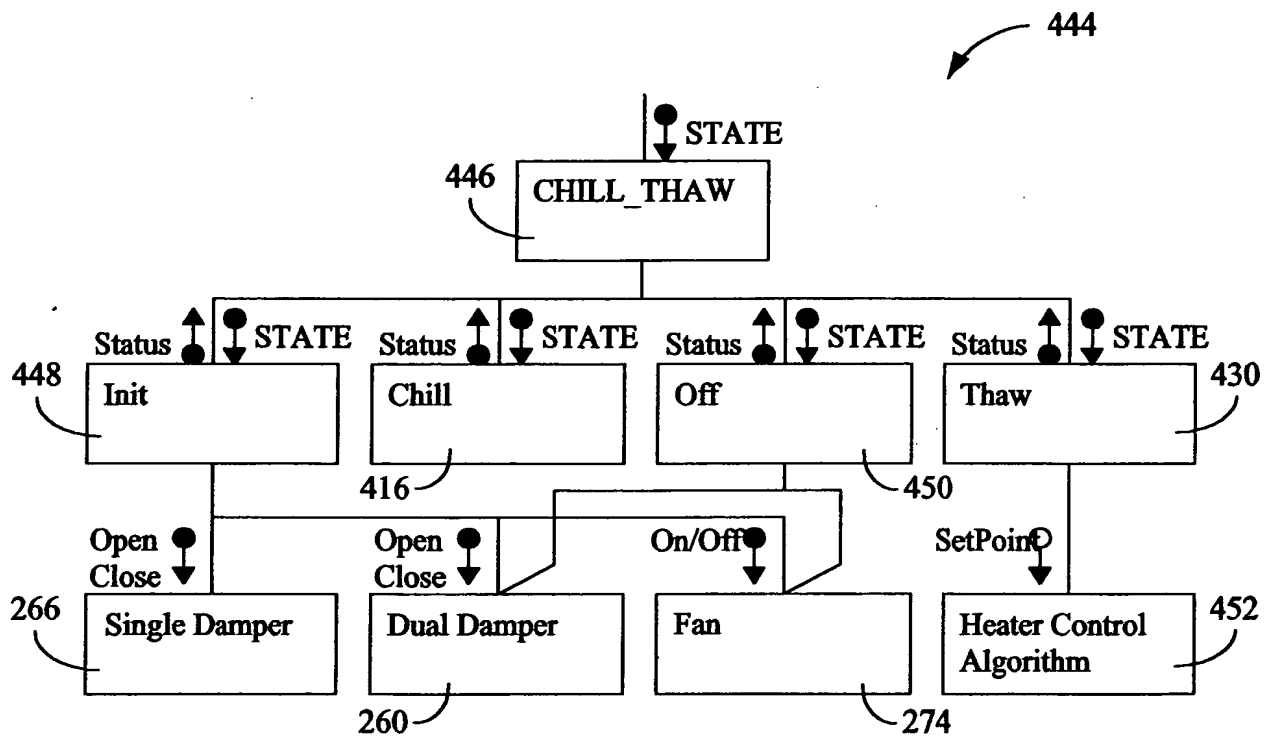 444
STATE
446
CHILL_THAW
Status
STATE
Status
STATE
Status
STATE
Status
STATE
448
Init
Chill
Off
Thaw
430
416
450
Open
Close
Open
Close
On/Off
SetPoint
266
Single Damper
Dual Damper
Fan
Heater Control
Algorithm
452
260
274